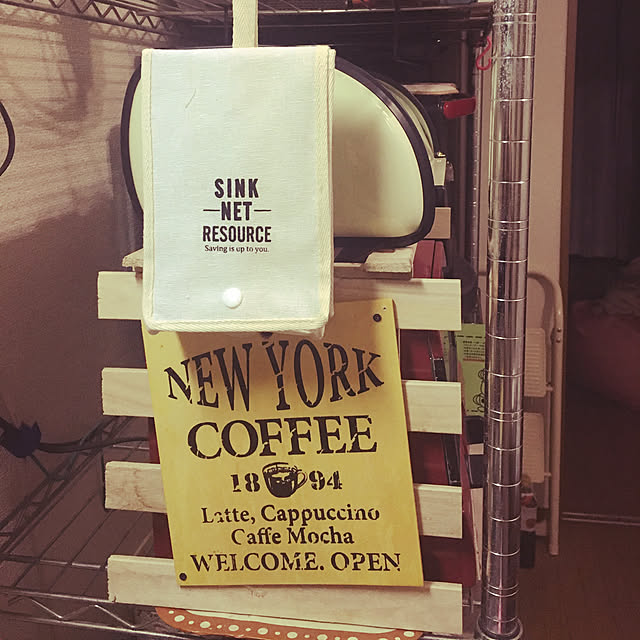 SINK
NET
RESOURCE
Saving is up to you.
NEW YORK
COFFEE
18 94
Latte, Cappuccino
Caffe Mocha
WELCOME. OPEN